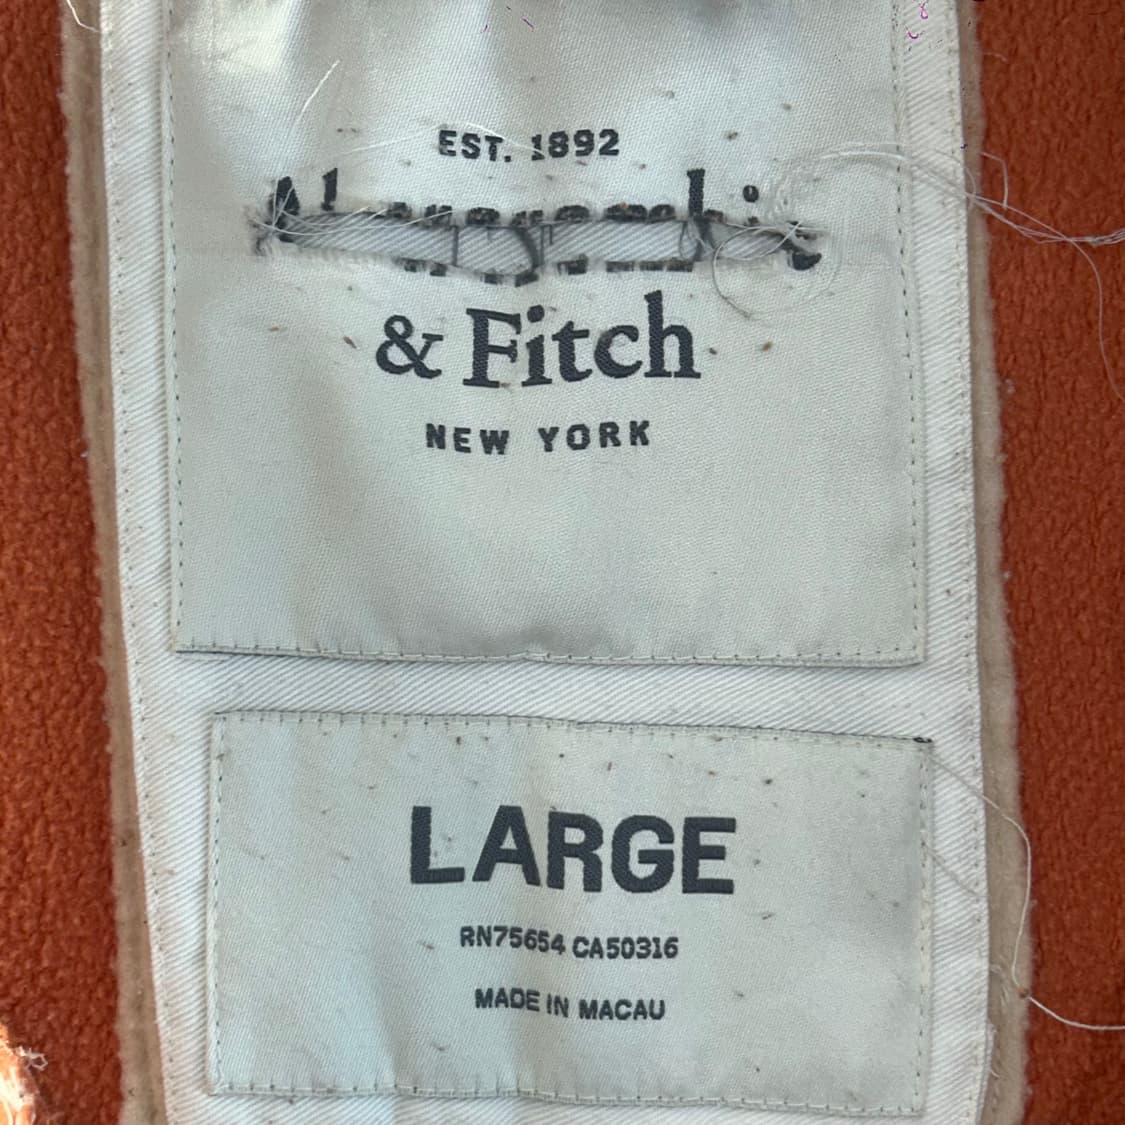 EST. 1892
& Fitch
NEW YORK
LARGE
RN75654 CA50316
MADE IN MACAU